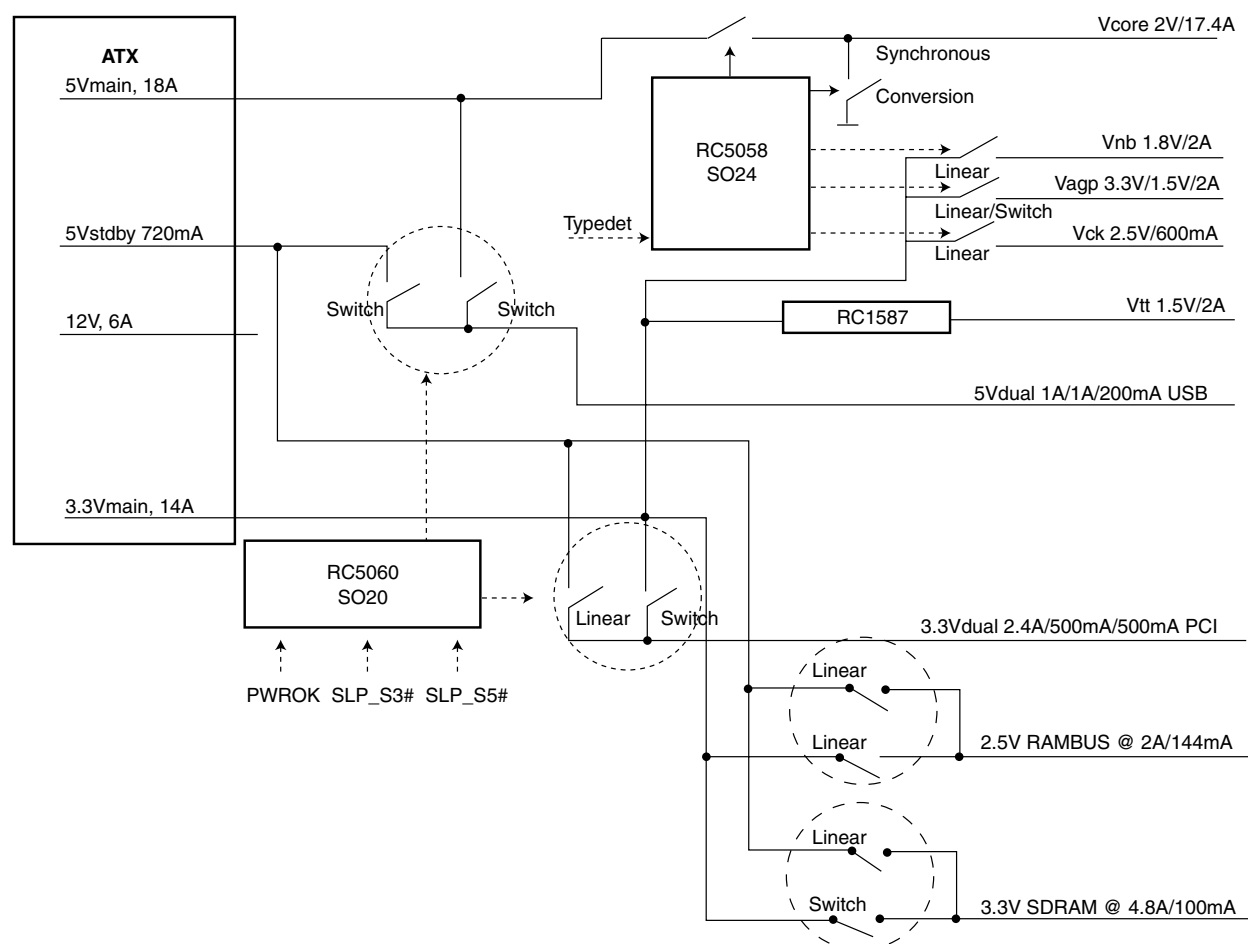 ATX
5Vmain, 18A
Vcore 2V/17.4A
Synchronous
Conversion
RC5058
SO24
Vnb 1.8V/2A
Linear
Vagp 3.3V/1.5V/2A
Linear/Switch
Typedet
Vck 2.5V/600mA
Linear
5Vstdby 720mA
Switch
Switch
12V, 6A
RC1587
Vtt 1.5V/2A
5Vdual 1A/1A/200mA USB
3.3Vmain, 14A
RC5060
SO20
Linear
Switch
3.3Vdual 2.4A/500mA/500mA PCI
PWROK
SLP_S3#
SLP_S5#
Linear
Linear
2.5V RAMBUS @ 2A/144mA
Linear
Switch
3.3V SDRAM @ 4.8A/100mA